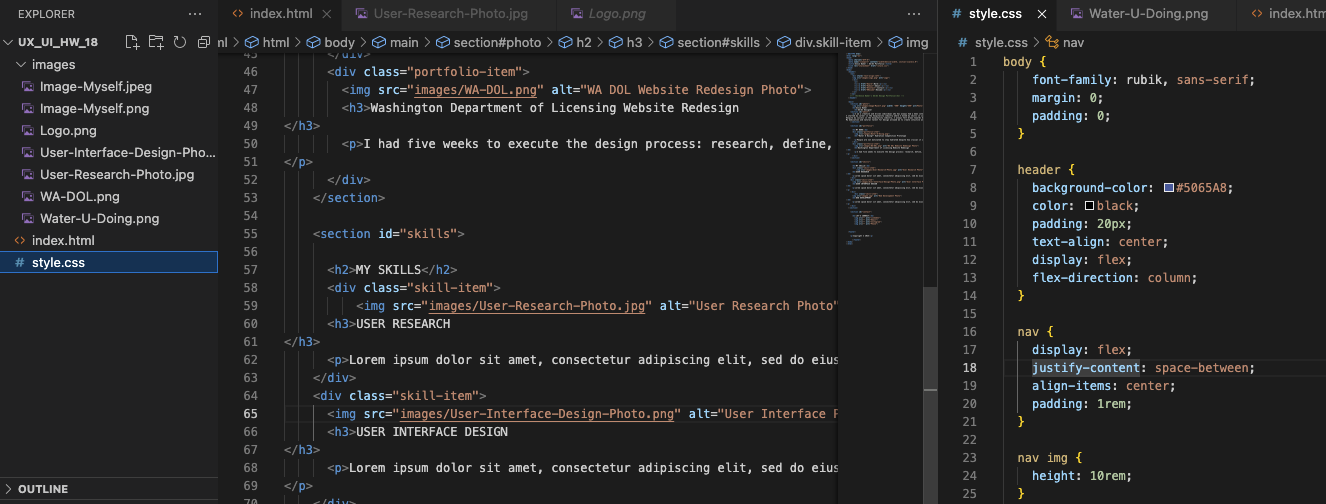 EXPLORER
···
UX_UI_HW_18
images
Image-Myself.jpeg
Image-Myself.png
Logo.png
User-Interface-Design-Pho...
User-Research-Photo.jpg
WA-DOL.png
Water-U-Doing.png
<> index.html
# style.css
OUTLINE
<> index.html
User-Research-Photo.jpg
Logo.png
···
ml > html > body > main > section#photo > h2 > h3 > section#skills > div.skill-item > img
45 </div>
46 <div class="portfolio-item">
47 <img src="images/WA-DOL.png" alt="WA DOL Website Redesign Photo">
48 <h3>Washington Department of Licensing Website Redesign
49 </h3>
50 <p>I had five weeks to execute the design process: research, define,
51 </p>
52 </div>
53 </section>
54
55 <section id="skills">
56
57 <h2>MY SKILLS</h2>
58 <div class="skill-item">
59 <img src="images/User-Research-Photo.jpg" alt="User Research Photo"
60 <h3>USER RESEARCH
61 </h3>
62 <p>Lorem ipsum dolor sit amet, consectetur adipiscing elit, sed do eius
63 </div>
64 <div class="skill-item">
65 <img src="images/User-Interface-Design-Photo.png" alt="User Interface
66 <h3>USER INTERFACE DESIGN
67 </h3>
68 <p>Lorem ipsum dolor sit amet, consectetur adipiscing elit, sed do eius
69 </p>
70 </div>
# style.css
Water-U-Doing.png
<> index.htm
# style.css > nav
1 body {
2 font-family: rubik, sans-serif;
3 margin: 0;
4 padding: 0;
5 }
6
7 header {
8 background-color: #5065A8;
9 color: black;
10 padding: 20px;
11 text-align: center;
12 display: flex;
13 flex-direction: column;
14 }
15
16 nav {
17 display: flex;
18 justify-content: space-between;
19 align-items: center;
20 padding: 1rem;
21 }
22
23 nav img {
24 height: 10rem;
25 }